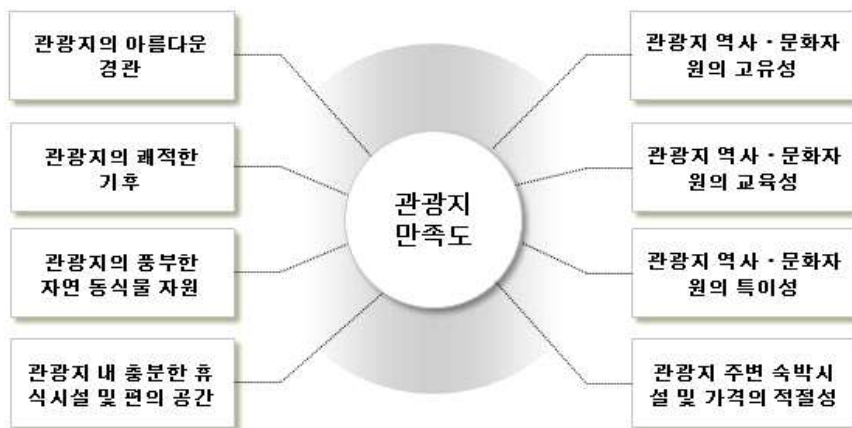 관광지의 아름다운
경관
관광지의 쾌적한
기후
관광지의 풍부한
자연 동식물 자원
관광지 내 충분한 휴
식시설 및 편의 공간
관광지
만족도
관광지 역사·문화자
원의 고유성
관광지 역사·문화자
원의 교육성
관광지 역사·문화자
원의 특이성
관광지 주변 숙박시
설 및 가격의 적절성